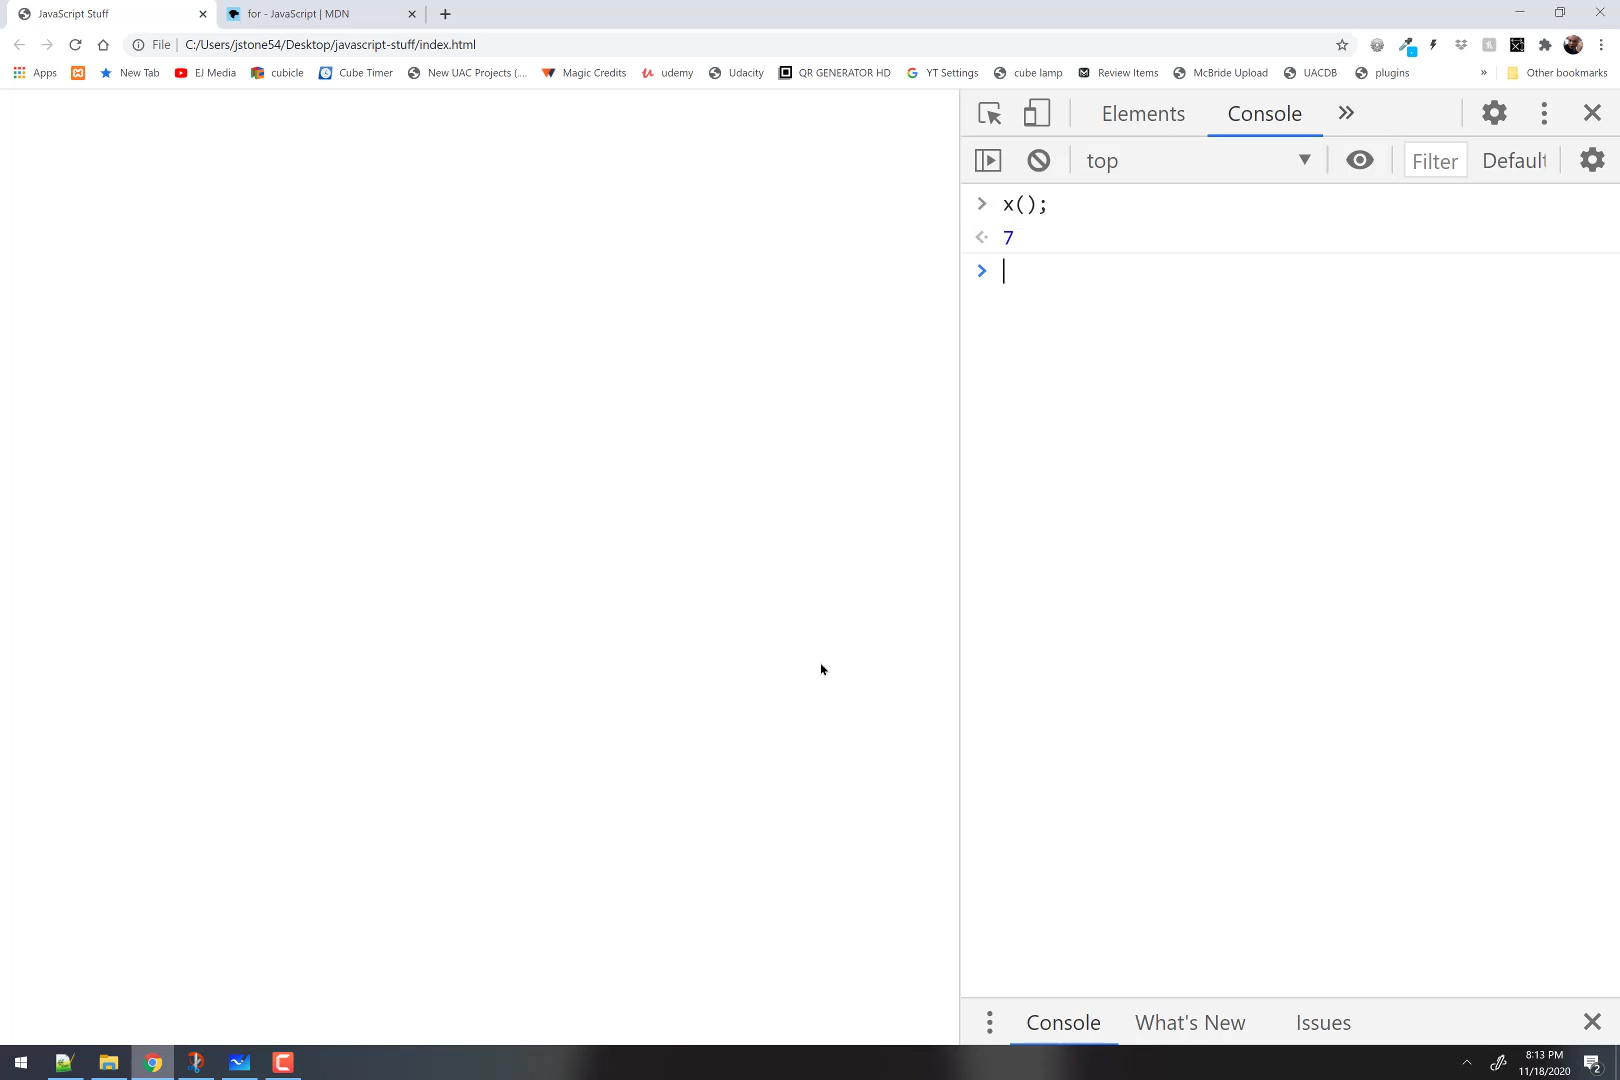 JavaScript Stuff
for - JavaScript | MDN
File
C:/Users/jstone54/Desktop/javascript-stuff/index.html
Apps
New Tab
EJ Media
cubicle
Cube Timer
New UAC Projects (....
Magic Credits
udemy
Udacity
QR GENERATOR HD
YT Settings
cube lamp
Review Items
McBride Upload
UACDB
plugins
»
Other bookmarks
Elements
Console
top
Filter
Default
> x();
7
>
Console
What's New
Issues
8:13 PM
11/18/2020
2